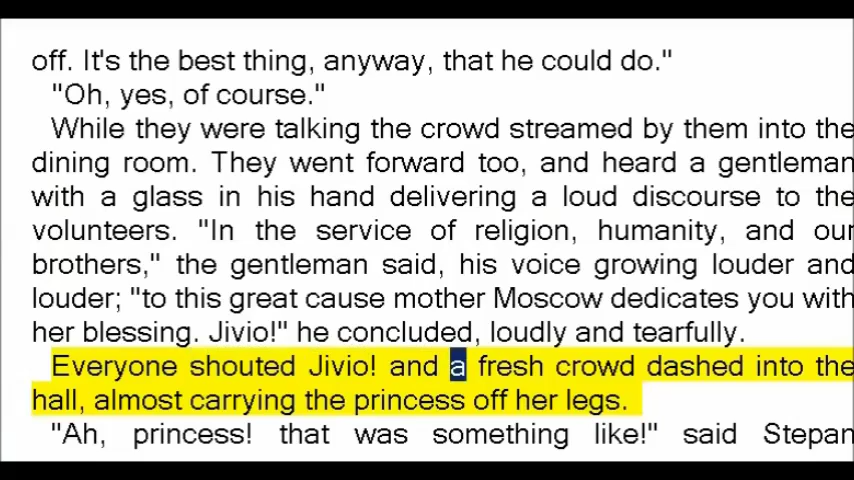 off. It's the best thing, anyway, that he could do."
"Oh, yes, of course."
While they were talking the crowd streamed by them into the
dining room. They went forward too, and heard a gentleman
with a glass in his hand delivering a loud discourse to the
volunteers. "In the service of religion, humanity, and our
brothers," the gentleman said, his voice growing louder and
louder; "to this great cause mother Moscow dedicates you with
her blessing. Jivio!" he concluded, loudly and tearfully.
Everyone shouted Jivio! and a fresh crowd dashed into the
hall, almost carrying the princess off her legs.
"Ah, princess! that was something like!" said Stepan